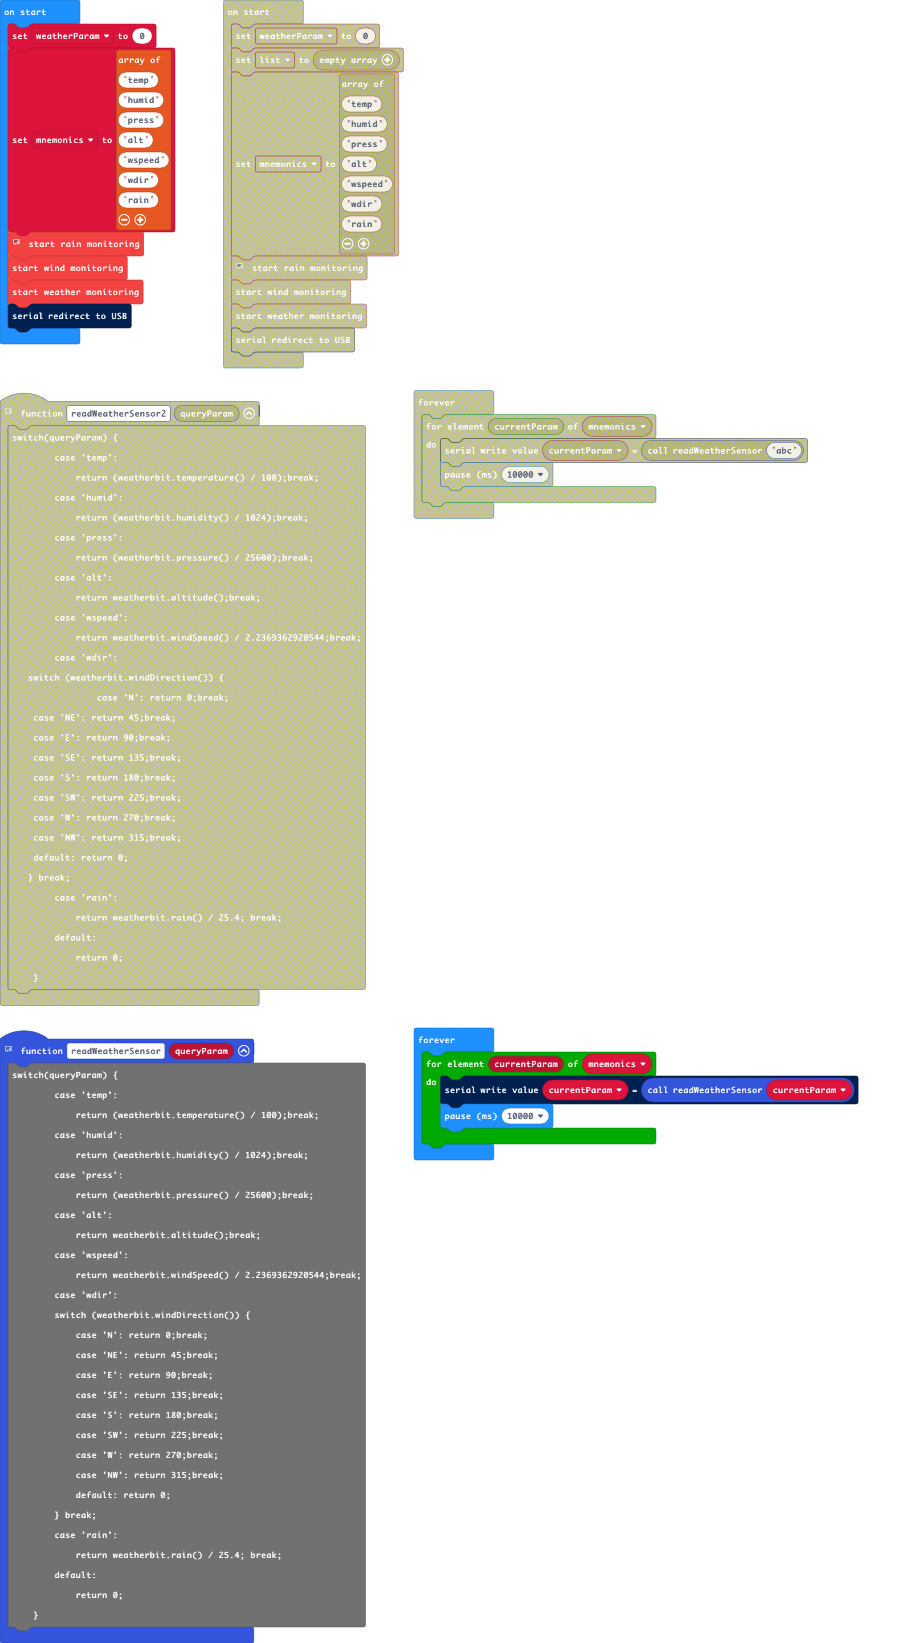 on start
set weatherParam to 0
set mnemonics to
array of
"temp"
"humid"
"press"
"alt"
"wspeed"
"wdir"
"rain"
start rain monitoring
start wind monitoring
start weather monitoring
serial redirect to USB
on start
set weatherParam to 0
set list to empty array
set mnemonics to
array of
"temp"
"humid"
"press"
"alt"
"wspeed"
"wdir"
"rain"
start rain monitoring
start wind monitoring
start weather monitoring
serial redirect to USB
function readWeatherSensor2 queryParam
switch(queryParam) {
case 'temp':
return (weatherbit.temperature() / 100);break;
case 'humid':
return (weatherbit.humidity() / 1024);break;
case 'press':
return (weatherbit.pressure() / 25600);break;
case 'alt':
return weatherbit.altitude();break;
case 'wspeed':
return weatherbit.windSpeed() / 2.2369362920544;break;
case 'wdir':
switch (weatherbit.windDirection()) {
case 'N': return 0;break;
case 'NE': return 45;break;
case 'E': return 90;break;
case 'SE': return 135;break;
case 'S': return 180;break;
case 'SW': return 225;break;
case 'W': return 270;break;
case 'NW': return 315;break;
default: return 0;
} break;
case 'rain':
return weatherbit.rain() / 25.4; break;
default:
return 0;
}
forever
for element currentParam of mnemonics
do
serial write value currentParam = call readWeatherSensor "abc"
pause (ms) 10000
function readWeatherSensor queryParam
switch(queryParam) {
case 'temp':
return (weatherbit.temperature() / 100);break;
case 'humid':
return (weatherbit.humidity() / 1024);break;
case 'press':
return (weatherbit.pressure() / 25600);break;
case 'alt':
return weatherbit.altitude();break;
case 'wspeed':
return weatherbit.windSpeed() / 2.2369362920544;break;
case 'wdir':
switch (weatherbit.windDirection()) {
case 'N': return 0;break;
case 'NE': return 45;break;
case 'E': return 90;break;
case 'SE': return 135;break;
case 'S': return 180;break;
case 'SW': return 225;break;
case 'W': return 270;break;
case 'NW': return 315;break;
default: return 0;
} break;
case 'rain':
return weatherbit.rain() / 25.4; break;
default:
return 0;
}
forever
for element currentParam of mnemonics
do
serial write value currentParam = call readWeatherSensor currentParam
pause (ms) 10000